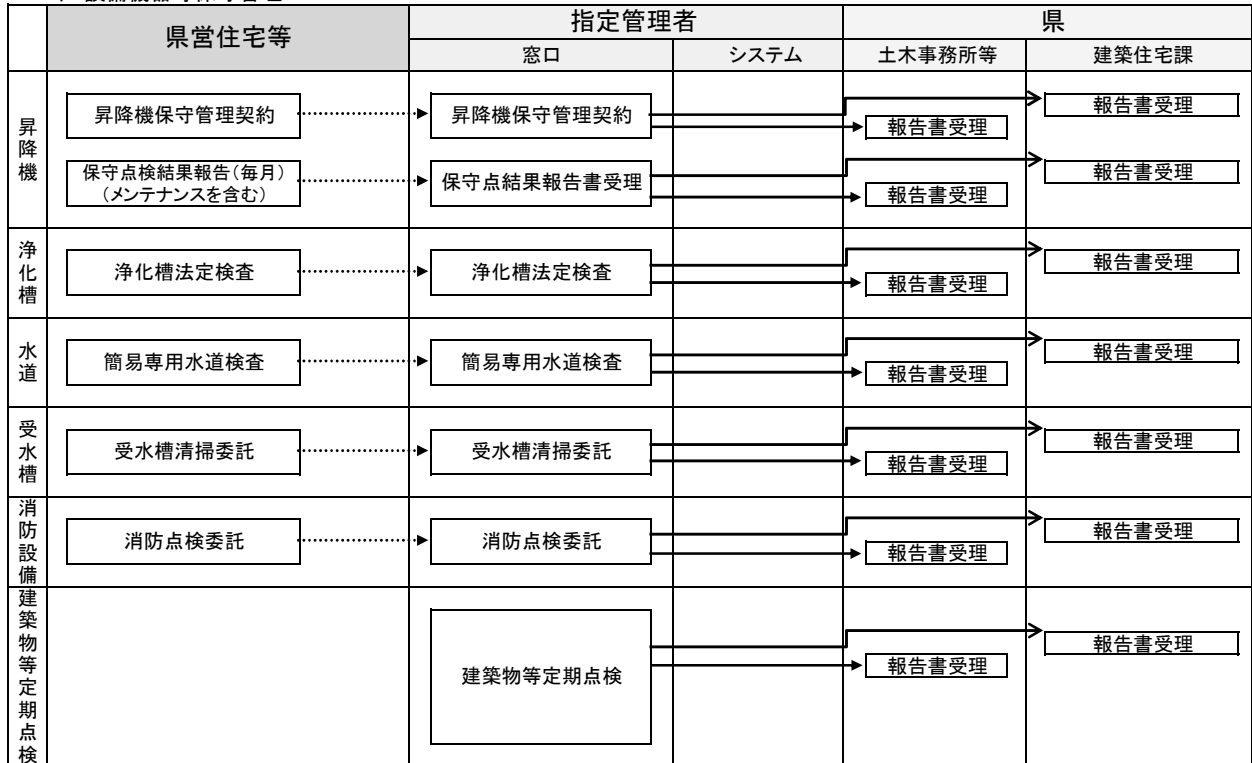 設備機器等保守管理
県営住宅等
指定管理者
県
窓口
システム
土木事務所等
建築住宅課
昇降機
昇降機保守管理契約
昇降機保守管理契約
報告書受理
報告書受理
保守点検結果報告(毎月)
(メンテナンスを含む)
保守点結果報告書受理
報告書受理
報告書受理
浄化槽
浄化槽法定検査
浄化槽法定検査
報告書受理
報告書受理
水道
簡易専用水道検査
簡易専用水道検査
報告書受理
報告書受理
受水槽
受水槽清掃委託
受水槽清掃委託
報告書受理
報告書受理
消防設備
消防点検委託
消防点検委託
報告書受理
報告書受理
建築物等定期点検
建築物等定期点検
報告書受理
報告書受理